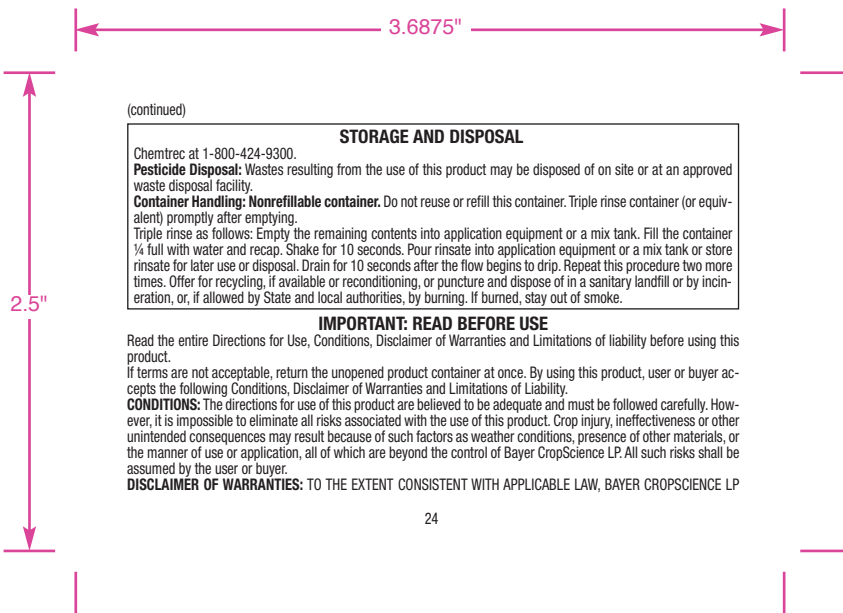 3.6875"
(continued)
STORAGE AND DISPOSAL
Chemtrec at 1-800-424-9300.
Pesticide Disposal: Wastes resulting from the use of this product may be disposed of on site or at an approved
waste disposal facility.
Container Handling: Nonrefillable container. Do not reuse or refill this container. Triple rinse container (or equiv-
alent) promptly after emptying.
Triple rinse as follows: Empty the remaining contents into application equipment or a mix tank. Fill the container
¼ full with water and recap. Shake for 10 seconds. Pour rinsate into application equipment or a mix tank or store
rinsate for later use or disposal. Drain for 10 seconds after the flow begins to drip. Repeat this procedure two more
times. Offer for recycling, if available or reconditioning, or puncture and dispose of in a sanitary landfill or by incin-
eration, or, if allowed by State and local authorities, by burning. If burned, stay out of smoke.
2.5"
IMPORTANT: READ BEFORE USE
Read the entire Directions for Use, Conditions, Disclaimer of Warranties and Limitations of liability before using this
product.
If terms are not acceptable, return the unopened product container at once. By using this product, user or buyer ac-
cepts the following Conditions, Disclaimer of Warranties and Limitations of Liability.
CONDITIONS: The directions for use of this product are believed to be adequate and must be followed carefully. How-
ever, it is impossible to eliminate all risks associated with the use of this product. Crop injury, ineffectiveness or other
unintended consequences may result because of such factors as weather conditions, presence of other materials, or
the manner of use or application, all of which are beyond the control of Bayer CropScience LP. All such risks shall be
assumed by the user or buyer.
DISCLAIMER OF WARRANTIES: TO THE EXTENT CONSISTENT WITH APPLICABLE LAW, BAYER CROPSCIENCE LP
24